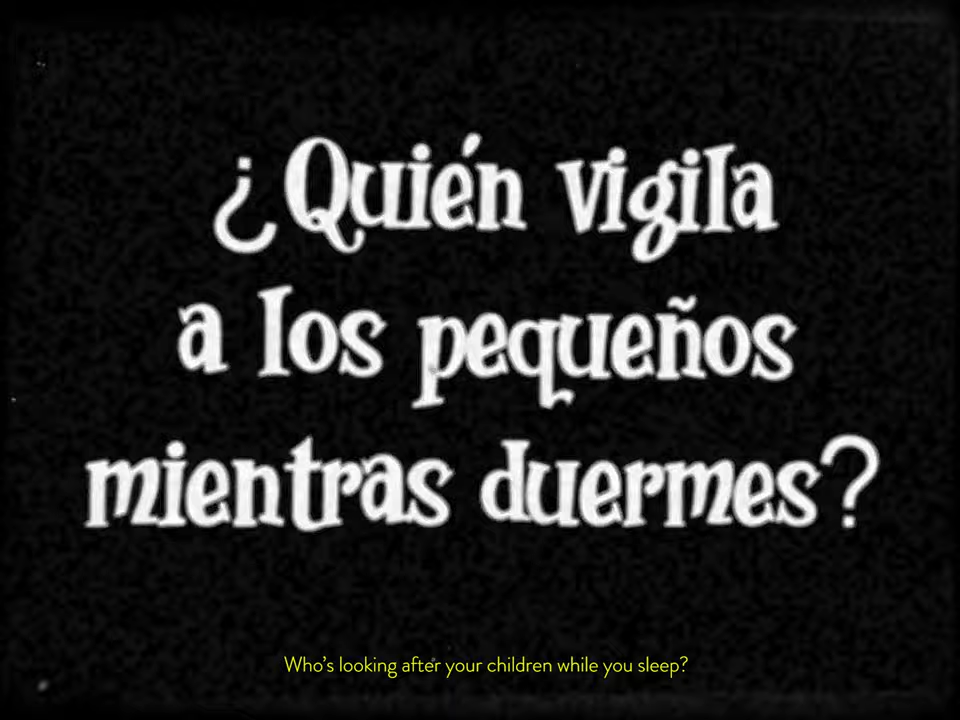 ¿Quién vigila
a los pequeños
mientras duermes?
Who's looking after your children while you sleep?